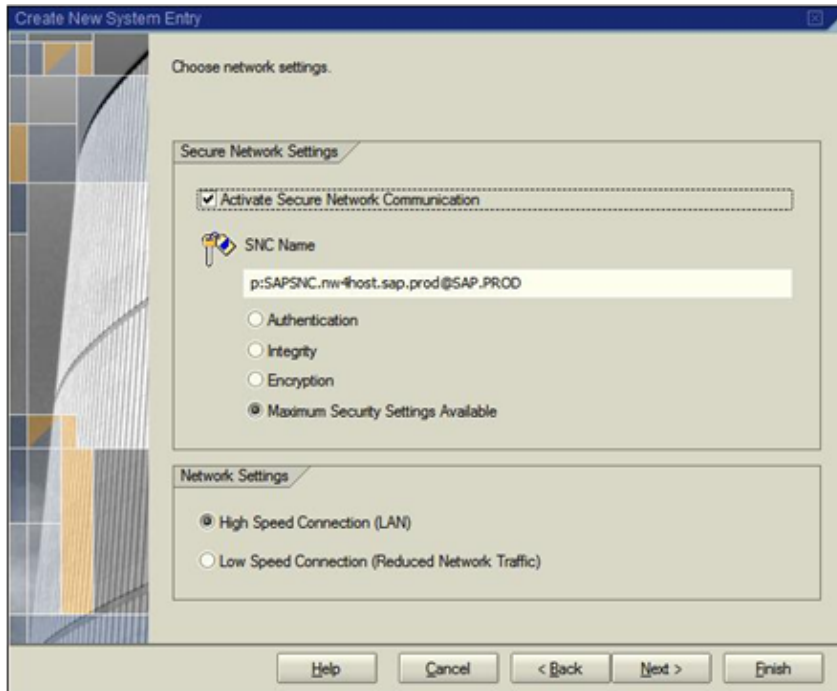 Create New System Entry
Choose network settings.
Secure Network Settings
Activate Secure Network Communication
SNC Name
p:SAPSNC.nw4host.sap.prod@SAP.PROD
Authentication
Integrity
Encryption
Maximum Security Settings Available
Network Settings
High Speed Connection (LAN)
Low Speed Connection (Reduced Network Traffic)
Help Cancel < Back Next > Finish